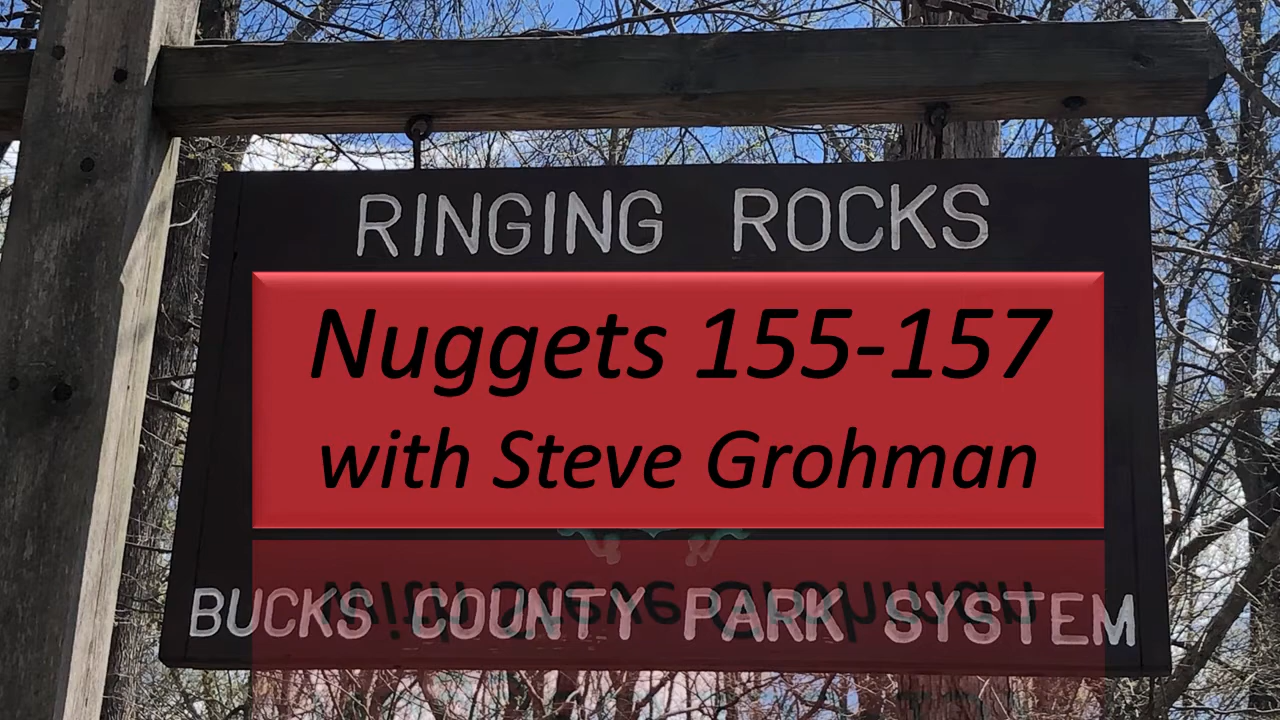 RINGING ROCKS
Nuggets 155-157
with Steve Grohman
BUCKS COUNTY PARK SYSTEM